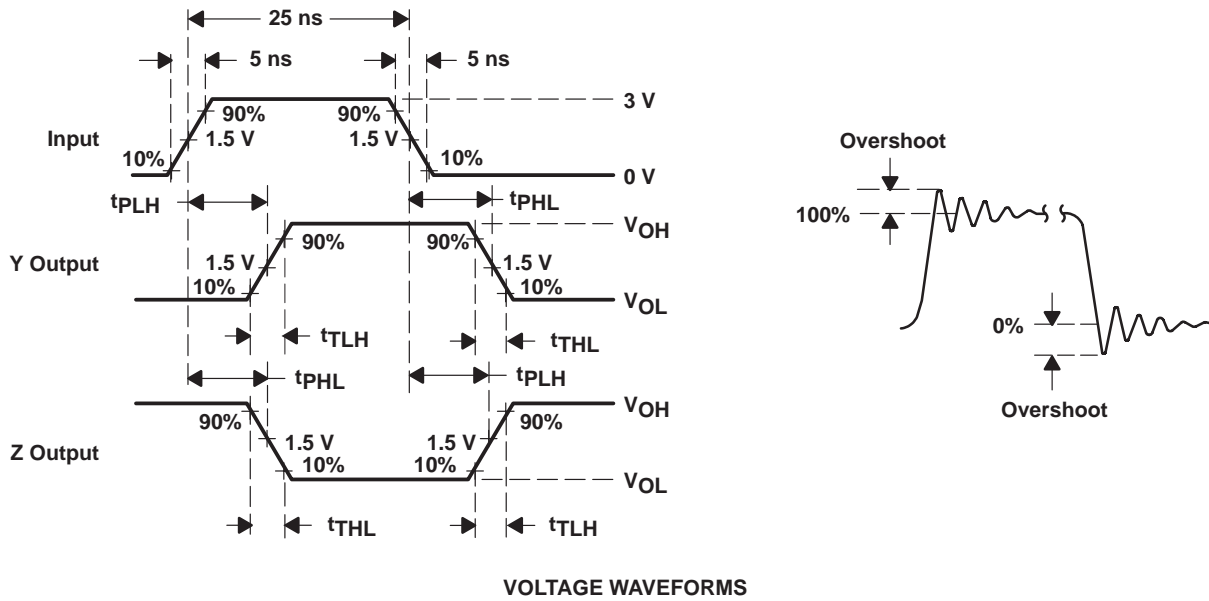 25 ns
5 ns
5 ns
90%
90%
3 V
Input
1.5 V
1.5 V
10%
10%
0 V
tPLH
tPHL
VOH
90%
90%
Y Output
1.5 V
1.5 V
10%
10%
VOL
tTLH
tTHL
tPHL
tPLH
VOH
90%
90%
Z Output
1.5 V
1.5 V
10%
10%
VOL
tTHL
tTLH
Overshoot
100%
0%
Overshoot
VOLTAGE WAVEFORMS